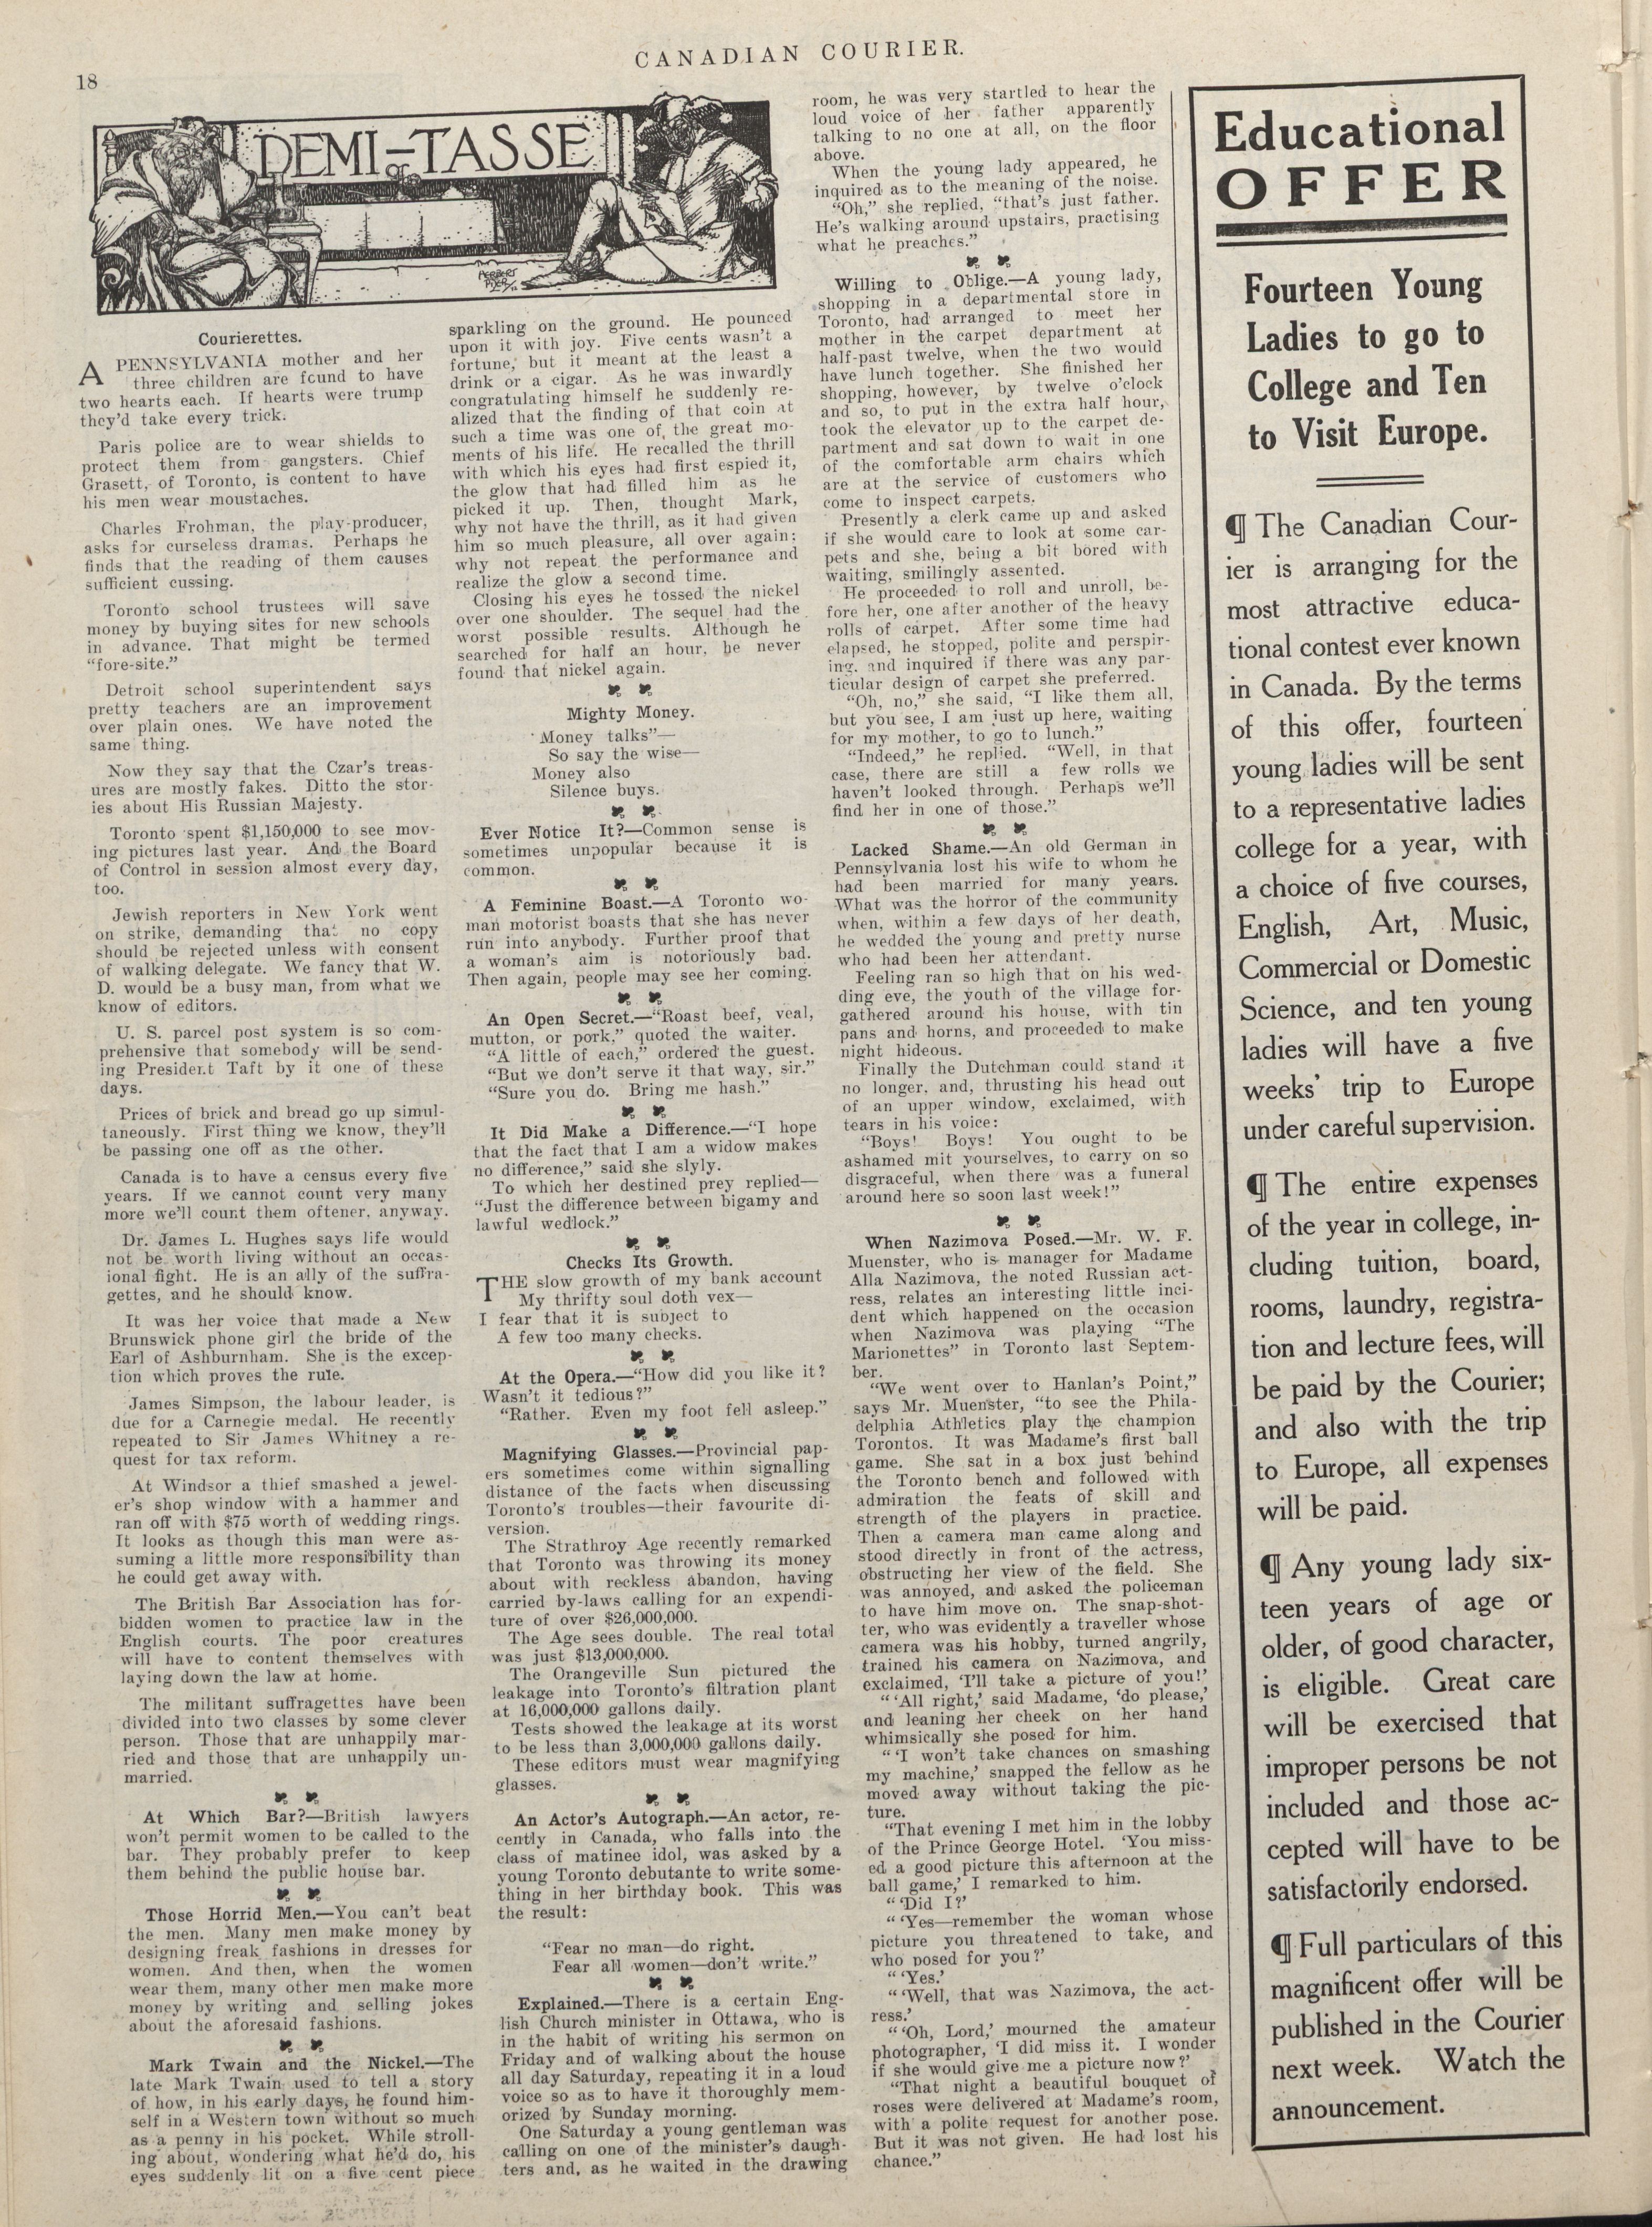 18
CANADIAN COURIER.
DEMI-TASSE
Courierettes.
A PENNSYLVANIA mother and her
three children are found to have
two hearts each. If hearts were trump
they'd take every trick.
Paris police are to wear shields to
protect them from gangsters. Chief
Grasett, of Toronto, is content to have
his men wear moustaches.
Charles Frohman, the play-producer,
asks for curseless dramas. Perhaps he
finds that the reading of them causes
sufficient cussing.
Toronto school trustees will save
money by buying sites for new schools
in advance. That might be termed
“fore-site.”
Detroit school superintendent says
pretty teachers are an improvement
over plain ones. We have noted the
same thing.
Now they say that the Czar's treas-
ures are mostly fakes. Ditto the stor-
ies about His Russian Majesty.
Toronto spent $1,150,000 to see mov-
ing pictures last year. And the Board
of Control in session almost every day,
too.
Jewish reporters in New York went
on strike, demanding that no copy
should be rejected unless with consent
of walking delegate. We fancy that W.
D. would be a busy man, from what we
know of editors.
U. S. parcel post system is so com-
prehensive that somebody will be send-
ing President Taft by it one of these
days.
Prices of brick and bread go up simul-
taneously. First thing we know, they'll
be passing one off as the other.
Canada is to have a census every five
years. If we cannot count very many
more we'll count them oftener, anyway.
Dr. James L. Hughes says life would
not be worth living without an occas-
ional fight. He is an ally of the suffra-
gettes, and he should know.
It was her voice that made a New
Brunswick phone girl the bride of the
Earl of Ashburnham. She is the excep-
tion which proves the rule.
James Simpson, the labour leader, is
due for a Carnegie medal. He recently
repeated to Sir James Whitney a re-
quest for tax reform.
At Windsor a thief smashed a jewel-
er's shop window with a hammer and
ran off with $75 worth of wedding rings.
It looks as though this man were as-
suming a little more responsibility than
he could get away with.
The British Bar Association has for-
bidden women to practice law in the
English courts. The poor creatures
will have to content themselves with
laying down the law at home.
The militant suffragettes have been
divided into two classes by some clever
person. Those that are unhappily mar-
ried and those that are unhappily un-
married.
At Which Bar?—British lawyers
won't permit women to be called to the
bar. They probably prefer to keep
them behind the public house bar.
Those Horrid Men.—You can't beat
the men. Many men make money by
designing freak fashions in dresses for
women. And then, when the women
wear them, many other men make more
money by writing and selling jokes
about the aforesaid fashions.
Mark Twain and the Nickel.—The
late Mark Twain used to tell a story
of how, in his early days, he found him-
self in a Western town without so much
as a penny in his pocket. While stroll-
ing about, wondering what he'd do, his
eyes suddenly lit on a five cent piece
sparkling on the ground. He pounced
upon it with joy. Five cents wasn't a
fortune, but it meant at the least a
drink or a cigar. As he was inwardly
congratulating himself he suddenly re-
alized that the finding of that coin at
such a time was one of the great mo-
ments of his life. He recalled the thrill
with which his eyes had first espied it,
the glow that had filled him as he
picked it up. Then, thought Mark,
why not have the thrill, as it had given
him so much pleasure, all over again;
why not repeat the performance and
realize the glow a second time.
Closing his eyes he tossed the nickel
over one shoulder. The sequel had the
worst possible results. Although he
searched for half an hour, he never
found that nickel again.
Mighty Money.
“Money talks”—
So say the wise—
Money also
Silence buys.
Ever Notice It?—Common sense is
sometimes unpopular because it is
common.
A Feminine Boast.—A Toronto wo-
man motorist boasts that she has never
run into anybody. Further proof that
a woman's aim is notoriously bad.
Then again, people may see her coming.
An Open Secret.—“Roast beef, veal,
mutton, or pork,” quoted the waiter.
“A little of each,” ordered the guest.
“But we don't serve it that way, sir.”
“Sure you do. Bring me hash.”
It Did Make a Difference.—“I hope
that the fact that I am a widow makes
no difference,” said she slyly.
To which her destined prey replied—
“Just the difference between bigamy and
lawful wedlock.”
Checks Its Growth.
THE slow growth of my bank account
My thrifty soul doth vex—
I fear that it is subject to
A few too many checks.
At the Opera.—“How did you like it?
Wasn't it tedious?”
“Rather. Even my foot fell asleep.”
Magnifying Glasses.—Provincial pap-
ers sometimes come within signalling
distance of the facts when discussing
Toronto's troubles—their favourite di-
version.
The Strathroy Age recently remarked
that Toronto was throwing its money
about with reckless abandon, having
carried by-laws calling for an expendi-
ture of over $26,000,000.
The Age sees double. The real total
was just $13,000,000.
The Orangeville Sun pictured the
leakage into Toronto's filtration plant
at 16,000,000 gallons daily.
Tests showed the leakage at its worst
to be less than 3,000,000 gallons daily.
These editors must wear magnifying
glasses.
An Actor's Autograph.—An actor, re-
cently in Canada, who falls into the
class of matinee idol, was asked by a
young Toronto debutante to write some-
thing in her birthday book. This was
the result:
“Fear no man—do right.
Fear all women—don't write.”
Explained.—There is a certain Eng-
lish Church minister in Ottawa, who is
in the habit of writing his sermon on
Friday and of walking about the house
all day Saturday, repeating it in a loud
voice so as to have it thoroughly mem-
orized by Sunday morning.
One Saturday a young gentleman was
calling on one of the minister's daugh-
ters and, as he waited in the drawing
room, he was very startled to hear the
loud voice of her father apparently
talking to no one at all, on the floor
above.
When the young lady appeared, he
inquired as to the meaning of the noise.
“Oh,” she replied, “that's just father.
He's walking around upstairs, practising
what he preaches.”
Willing to Oblige.—A young lady,
shopping in a departmental store in
Toronto, had arranged to meet her
mother in the carpet department at
half-past twelve, when the two would
have lunch together. She finished her
shopping, however, by twelve o'clock
and so, to put in the extra half hour,
took the elevator up to the carpet de-
partment and sat down to wait in one
of the comfortable arm chairs which
are at the service of customers who
come to inspect carpets.
Presently a clerk came up and asked
if she would care to look at some car-
pets and she, being a bit bored with
waiting, smilingly assented.
He proceeded to roll and unroll, be-
fore her, one after another of the heavy
rolls of carpet. After some time had
elapsed, he stopped, polite and perspir-
ing, and inquired if there was any par-
ticular design of carpet she preferred.
“Oh, no,” she said, “I like them all,
but you see, I am just up here, waiting
for my mother, to go to lunch.”
“Indeed,” he replied. “Well, in that
case, there are still a few rolls we
haven't looked through. Perhaps we'll
find her in one of those.”
Lacked Shame.—An old German in
Pennsylvania lost his wife to whom he
had been married for many years.
What was the horror of the community
when, within a few days of her death,
he wedded the young and pretty nurse
who had been her attendant.
Feeling ran so high that on his wed-
ding eve, the youth of the village for-
gathered around his house, with tin
pans and horns, and proceeded to make
night hideous.
Finally the Dutchman could stand it
no longer, and, thrusting his head out
of an upper window, exclaimed, with
tears in his voice:
“Boys! Boys! You ought to be
ashamed mit yourselves, to carry on so
disgraceful, when there was a funeral
around here so soon last week!”
When Nazimova Posed.—Mr. W. F.
Muenster, who is manager for Madame
Alla Nazimova, the noted Russian act-
ress, relates an interesting little inci-
dent which happened on the occasion
when Nazimova was playing “The
Marionettes” in Toronto last Septem-
ber.
“We went over to Hanlan's Point,”
says Mr. Muenster, “to see the Phila-
delphia Athletics play the champion
Torontos. It was Madame's first ball
game. She sat in a box just behind
the Toronto bench and followed with
admiration the feats of skill and
strength of the players in practice.
Then a camera man came along and
stood directly in front of the actress,
obstructing her view of the field. She
was annoyed, and asked the policeman
to have him move on. The snap-shot-
ter, who was evidently a traveller whose
camera was his hobby, turned angrily,
trained his camera on Nazimova, and
exclaimed, ‘I'll take a picture of you!’
“ ‘All right,’ said Madame, ‘do please,’
and leaning her cheek on her hand
whimsically she posed for him.
“ ‘I won't take chances on smashing
my machine,’ snapped the fellow as he
moved away without taking the pic-
ture.
“That evening I met him in the lobby
of the Prince George Hotel. ‘You miss-
ed a good picture this afternoon at the
ball game,’ I remarked to him.
“ ‘Did I?’
“ ‘Yes—remember the woman whose
picture you threatened to take, and
who posed for you?’
“ ‘Yes.’
“ ‘Well, that was Nazimova, the act-
ress.’
“ ‘Oh, Lord,’ mourned the amateur
photographer, ‘I did miss it. I wonder
if she would give me a picture now?’
“That night a beautiful bouquet of
roses were delivered at Madame's room,
with a polite request for another pose.
But it was not given. He had lost his
chance.”
Educational
OFFER
Fourteen Young
Ladies to go to
College and Ten
to Visit Europe.
¶ The Canadian Cour-
ier is arranging for the
most attractive educa-
tional contest ever known
in Canada. By the terms
of this offer, fourteen
young ladies will be sent
to a representative ladies
college for a year, with
a choice of five courses,
English, Art, Music,
Commercial or Domestic
Science, and ten young
ladies will have a five
weeks' trip to Europe
under careful supervision.
¶ The entire expenses
of the year in college, in-
cluding tuition, board,
rooms, laundry, registra-
tion and lecture fees, will
be paid by the Courier;
and also with the trip
to Europe, all expenses
will be paid.
¶ Any young lady six-
teen years of age or
older, of good character,
is eligible. Great care
will be exercised that
improper persons be not
included and those ac-
cepted will have to be
satisfactorily endorsed.
¶ Full particulars of this
magnificent offer will be
published in the Courier
next week. Watch the
announcement.